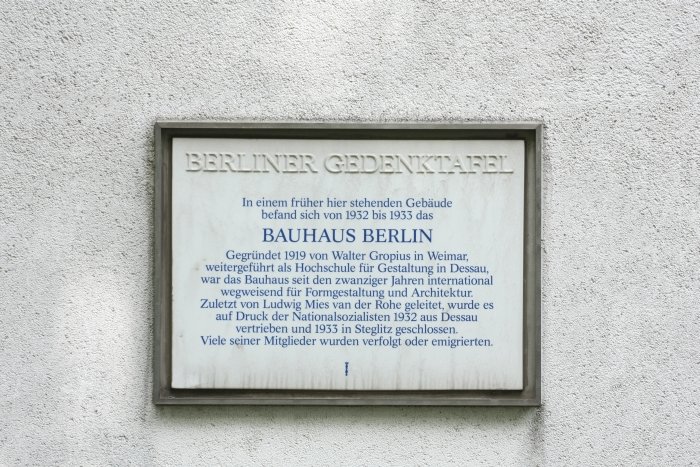 BERLINER GEDENKTAFEL
In einem früher hier stehenden Gebäude
befand sich von 1932 bis 1933 das
BAUHAUS BERLIN
Gegründet 1919 von Walter Gropius in Weimar,
weitergeführt als Hochschule für Gestaltung in Dessau,
war das Bauhaus seit den zwanziger Jahren international
wegweisend für Formgestaltung und Architektur.
Zuletzt von Ludwig Mies van der Rohe geleitet, wurde es
auf Druck der Nationalsozialisten 1932 aus Dessau
vertrieben und 1933 in Steglitz geschlossen.
Viele seiner Mitglieder wurden verfolgt oder emigrierten.